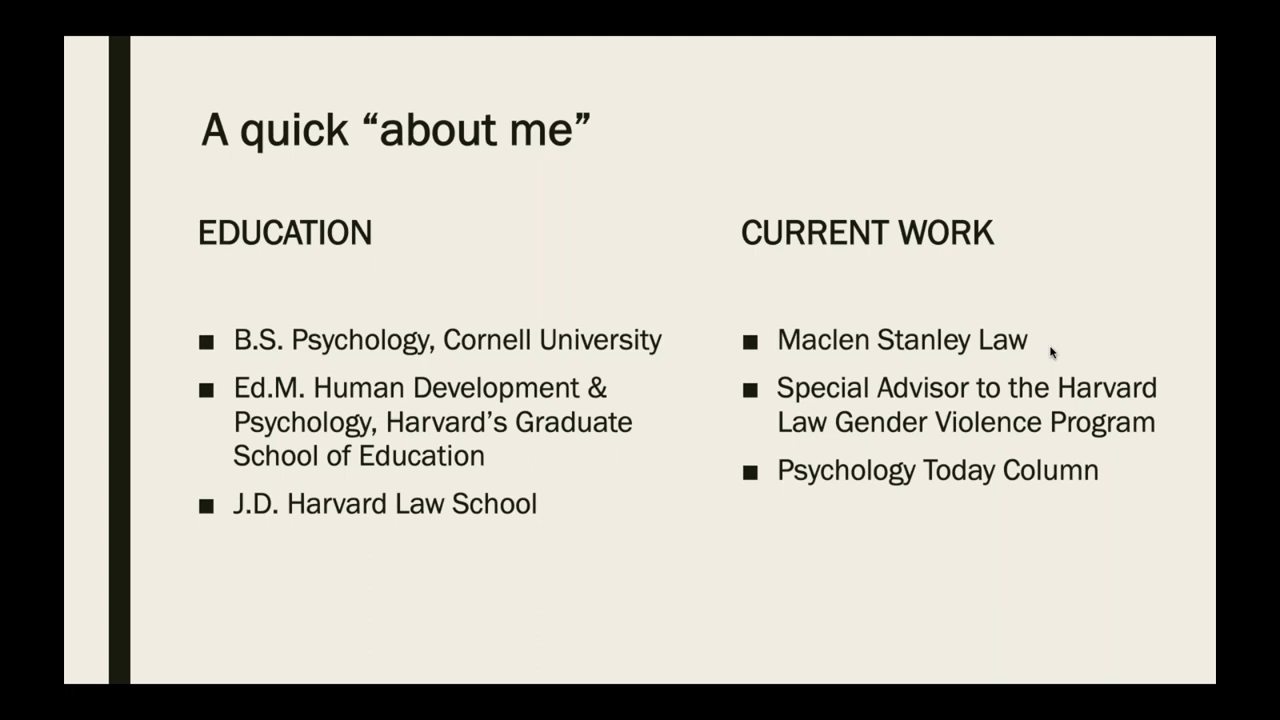 A quick “about me”
EDUCATION
■ B.S. Psychology, Cornell University
■ Ed.M. Human Development &
Psychology, Harvard’s Graduate
School of Education
■ J.D. Harvard Law School
CURRENT WORK
■ Maclen Stanley Law
■ Special Advisor to the Harvard
Law Gender Violence Program
■ Psychology Today Column